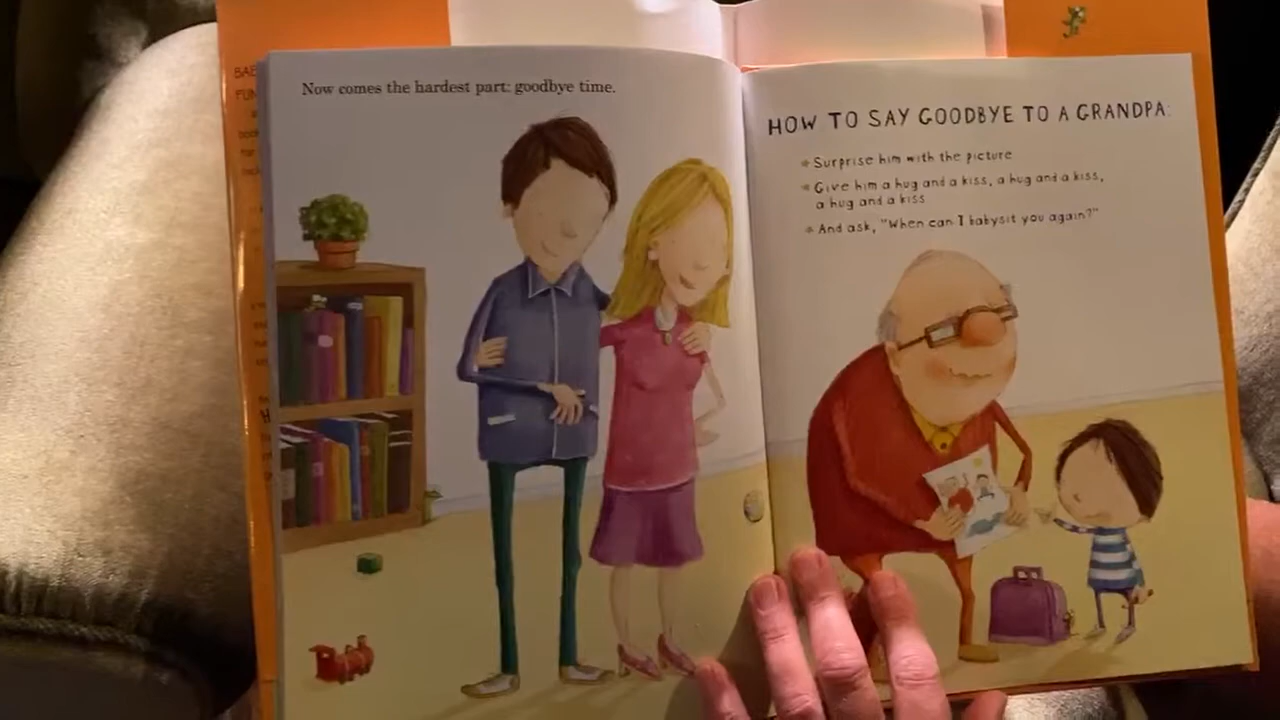 Now comes the hardest part: goodbye time.
HOW TO SAY GOODBYE TO A GRANDPA:
* Surprise him with the picture
* Give him a hug and a kiss, a hug and a kiss,
a hug and a kiss
* And ask, "When can I babysit you again?"